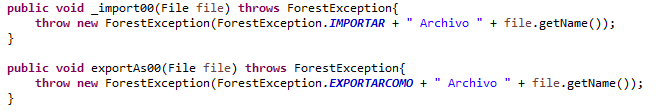 public void _import00(File file) throws ForestException{
throw new ForestException(ForestException.IMPORTAR + " Archivo " + file.getName());
}
public void exportAs00(File file) throws ForestException{
throw new ForestException(ForestException.EXPORTARCOMO + " Archivo " + file.getName());
}